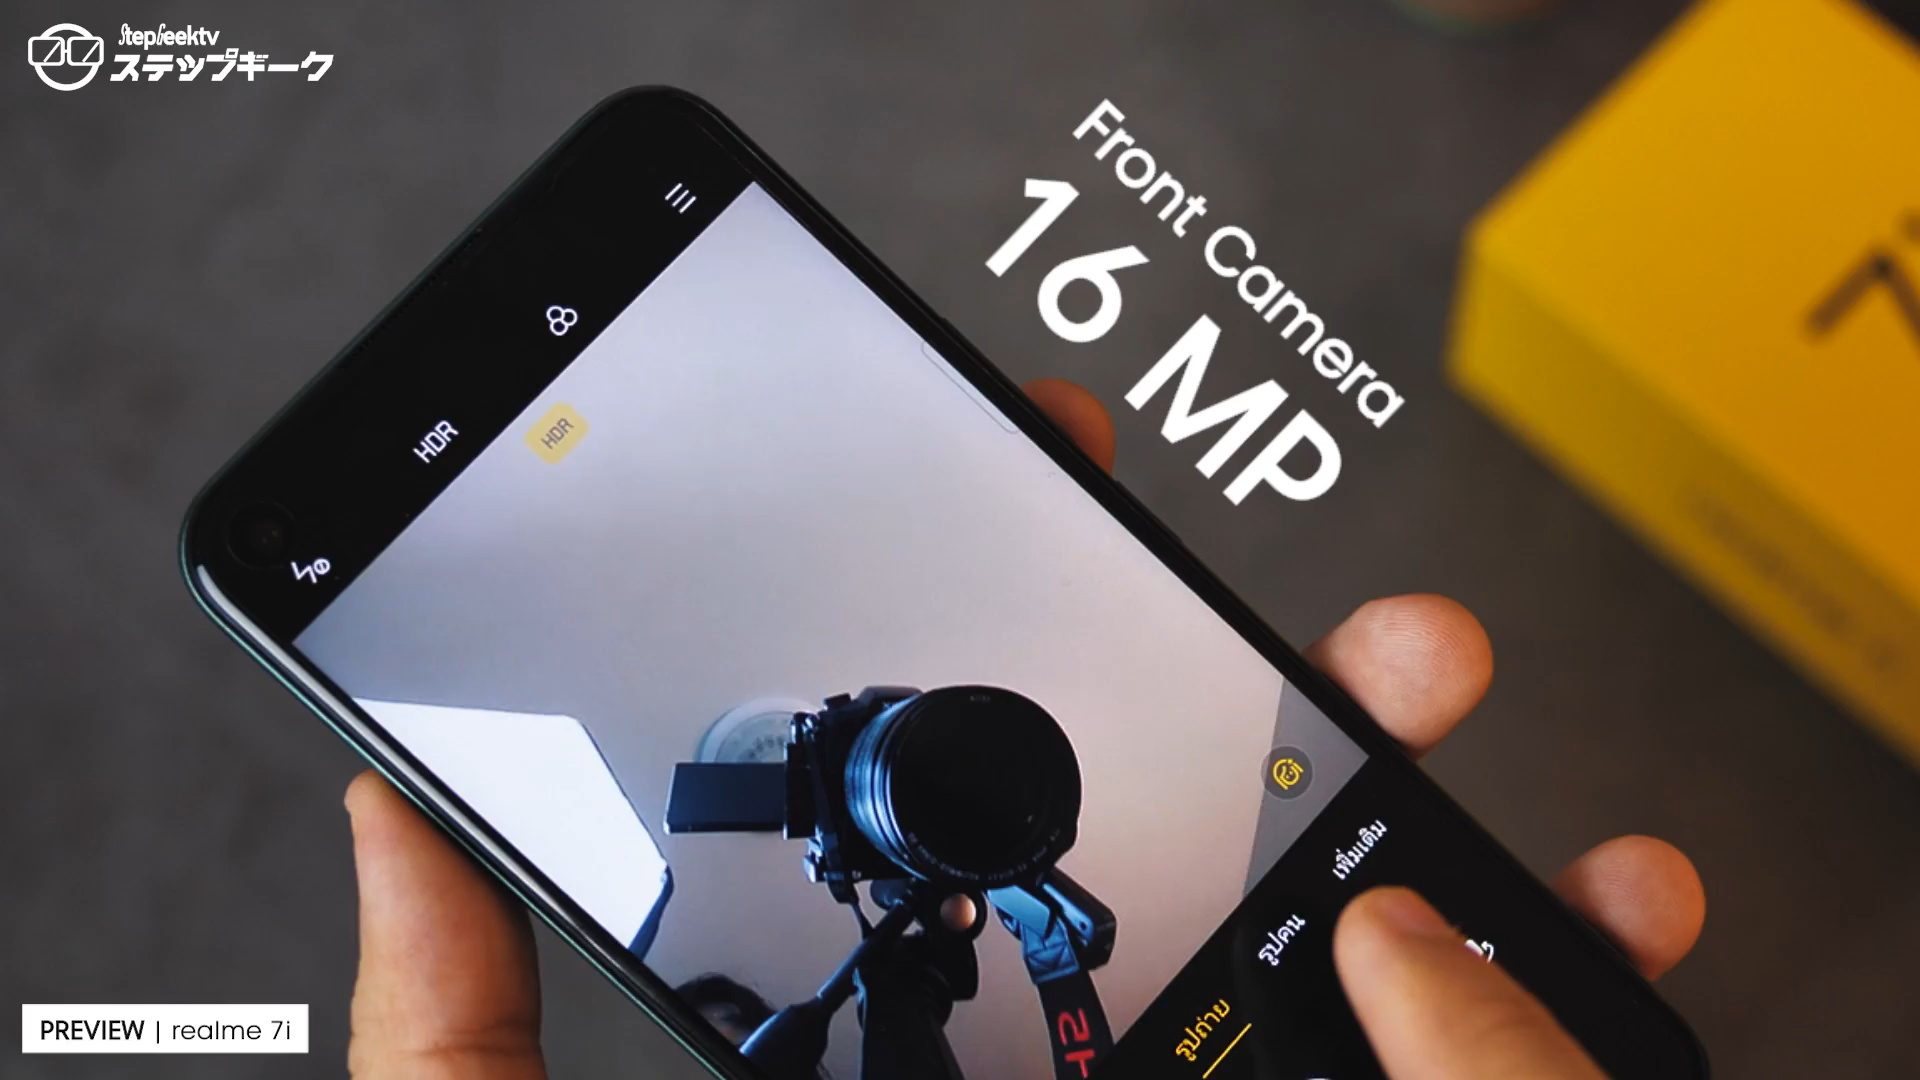 StepGeektv
ステップギーク
Front Camera
16 MP
HDR
HDR
เพิ่มเติม
รูปคน
รูปถ่าย
7i
PREVIEW | realme 7i